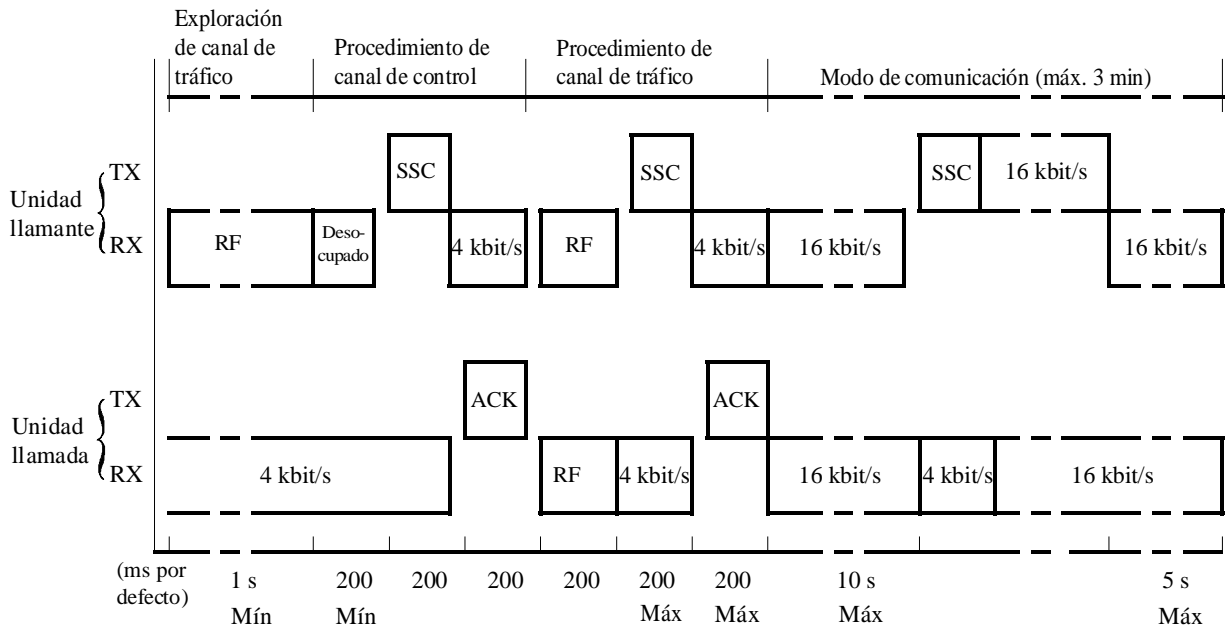 Exploración
de canal de
tráfico
Procedimiento de
canal de control
Procedimiento de
canal de tráfico
Modo de comunicación (máx. 3 min)
Unidad
llamante
TX
SSC
SSC
SSC
16 kbit/s
RX
RF
Deso-
cupado
4 kbit/s
RF
4 kbit/s
16 kbit/s
16 kbit/s
Unidad
llamada
TX
ACK
ACK
RX
4 kbit/s
RF
4 kbit/s
16 kbit/s
4 kbit/s
16 kbit/s
(ms por
defecto)
1 s
Mín
200
Mín
200
200
200
200
Máx
200
Máx
10 s
Máx
5 s
Máx